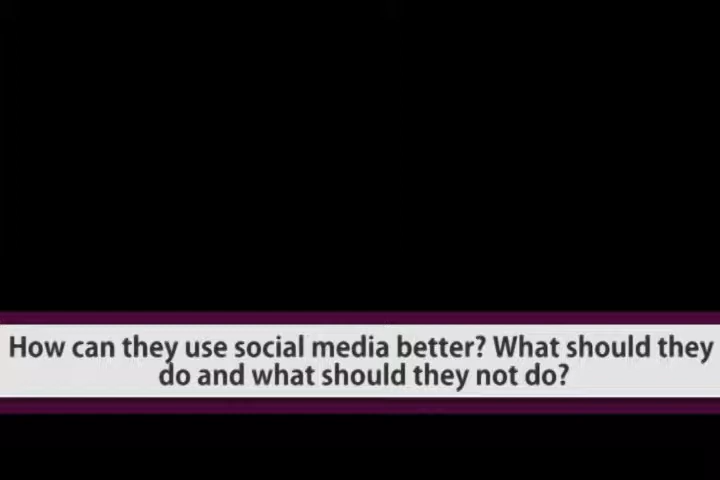 How can they use social media better? What should they
do and what should they not do?